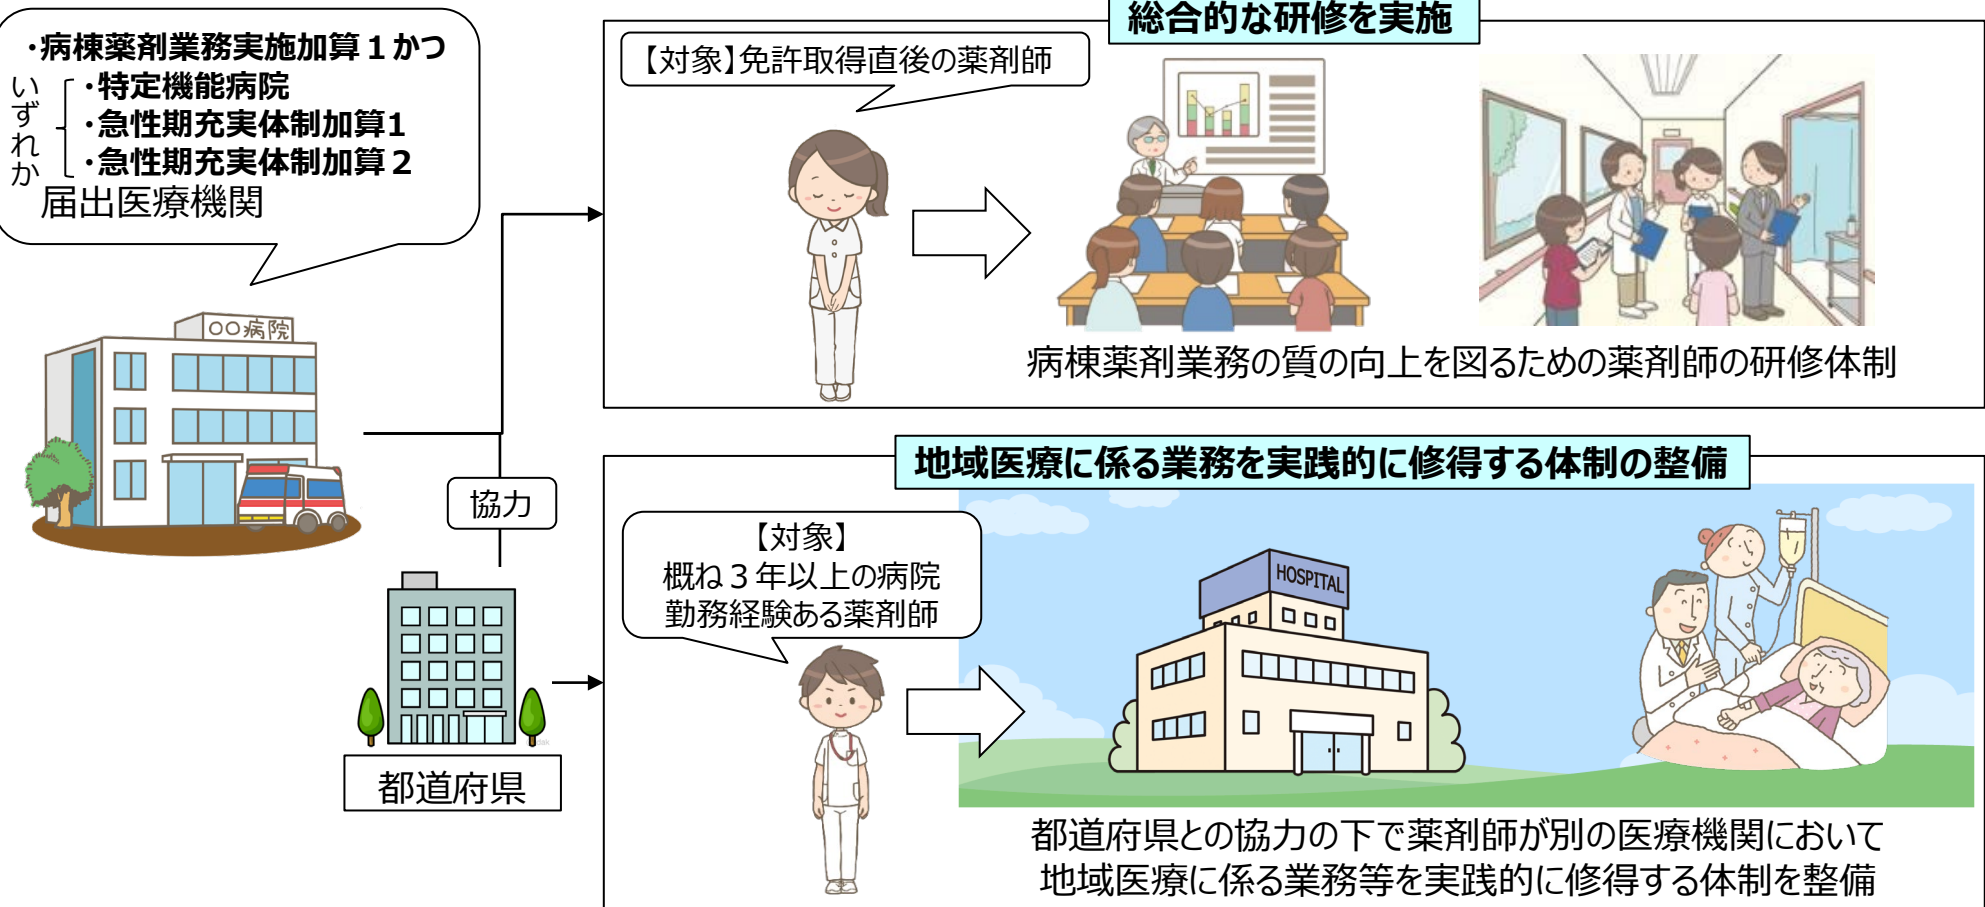 ・病棟薬剤業務実施加算１かつ
いずれか
・特定機能病院
・急性期充実体制加算1
・急性期充実体制加算２
届出医療機関
〇〇病院
協力
都道府県
総合的な研修を実施
【対象】免許取得直後の薬剤師
病棟薬剤業務の質の向上を図るための薬剤師の研修体制
地域医療に係る業務を実践的に修得する体制の整備
【対象】
概ね３年以上の病院
勤務経験ある薬剤師
HOSPITAL
都道府県との協力の下で薬剤師が別の医療機関において
地域医療に係る業務等を実践的に修得する体制を整備